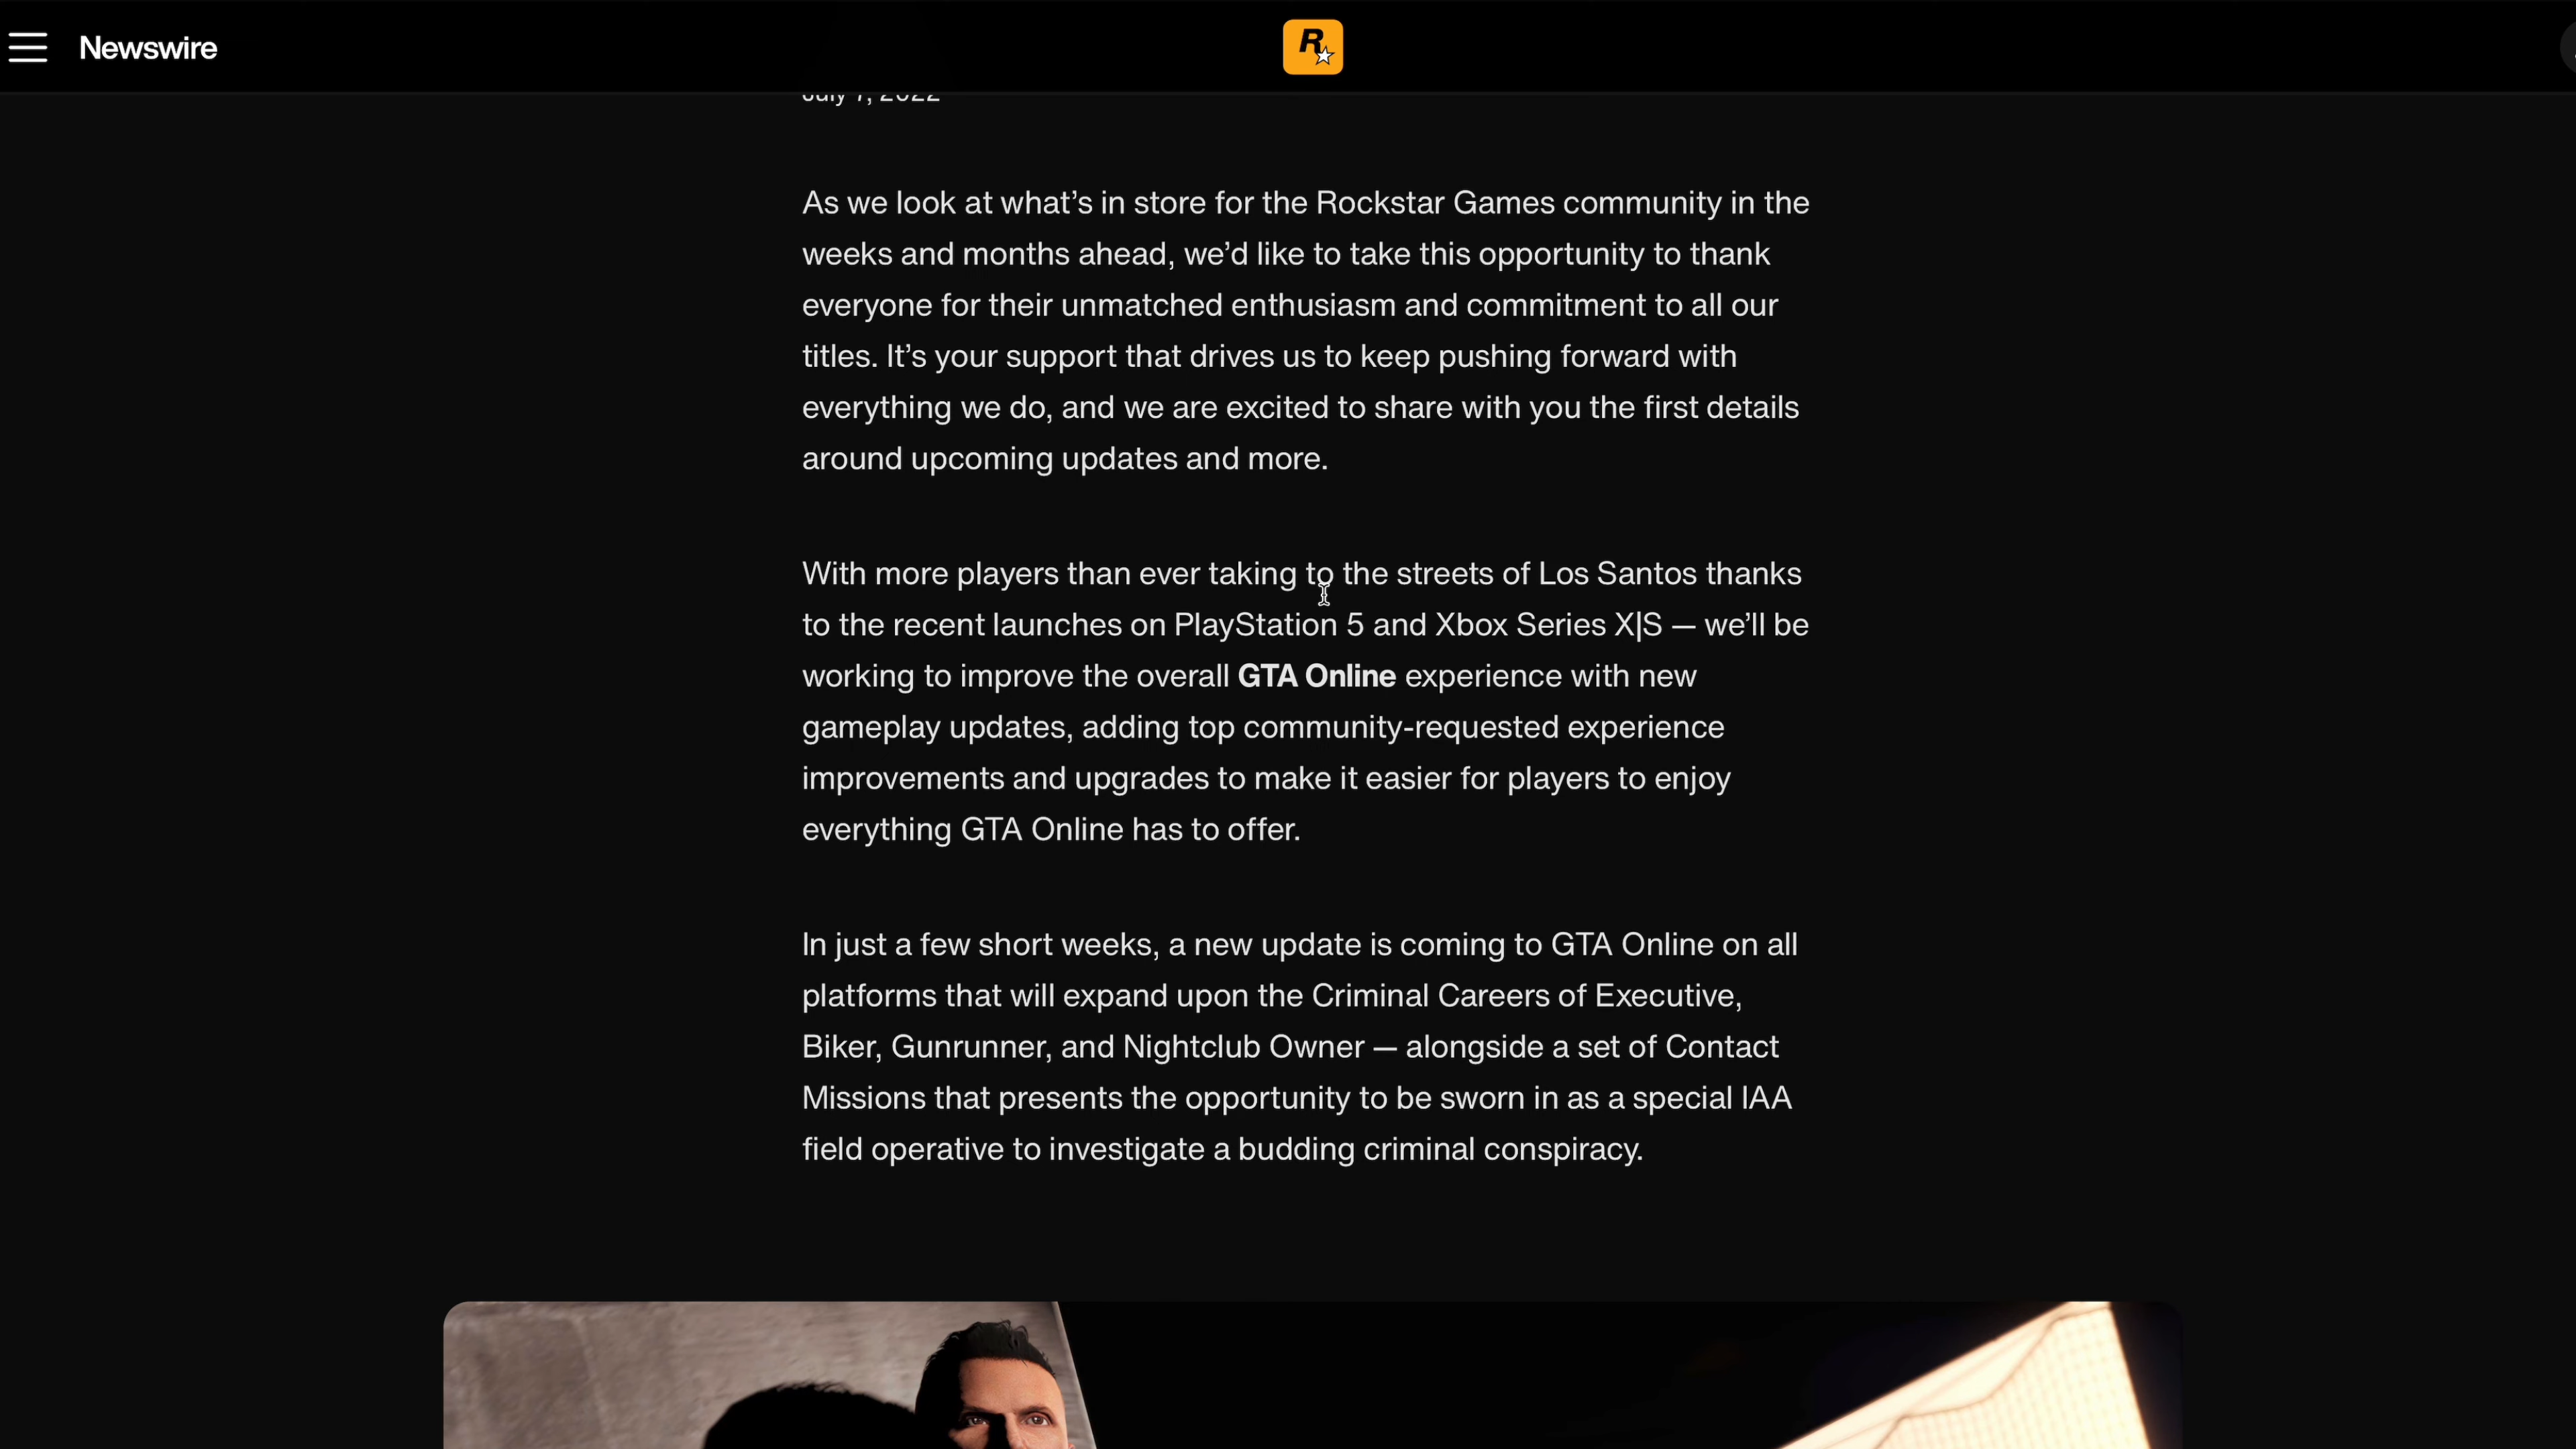 Newswire
R
July 7, 2022
As we look at what’s in store for the Rockstar Games community in the
weeks and months ahead, we’d like to take this opportunity to thank
everyone for their unmatched enthusiasm and commitment to all our
titles. It’s your support that drives us to keep pushing forward with
everything we do, and we are excited to share with you the first details
around upcoming updates and more.
With more players than ever taking to the streets of Los Santos thanks
to the recent launches on PlayStation 5 and Xbox Series X|S — we’ll be
working to improve the overall GTA Online experience with new
gameplay updates, adding top community-requested experience
improvements and upgrades to make it easier for players to enjoy
everything GTA Online has to offer.
In just a few short weeks, a new update is coming to GTA Online on all
platforms that will expand upon the Criminal Careers of Executive,
Biker, Gunrunner, and Nightclub Owner — alongside a set of Contact
Missions that presents the opportunity to be sworn in as a special IAA
field operative to investigate a budding criminal conspiracy.